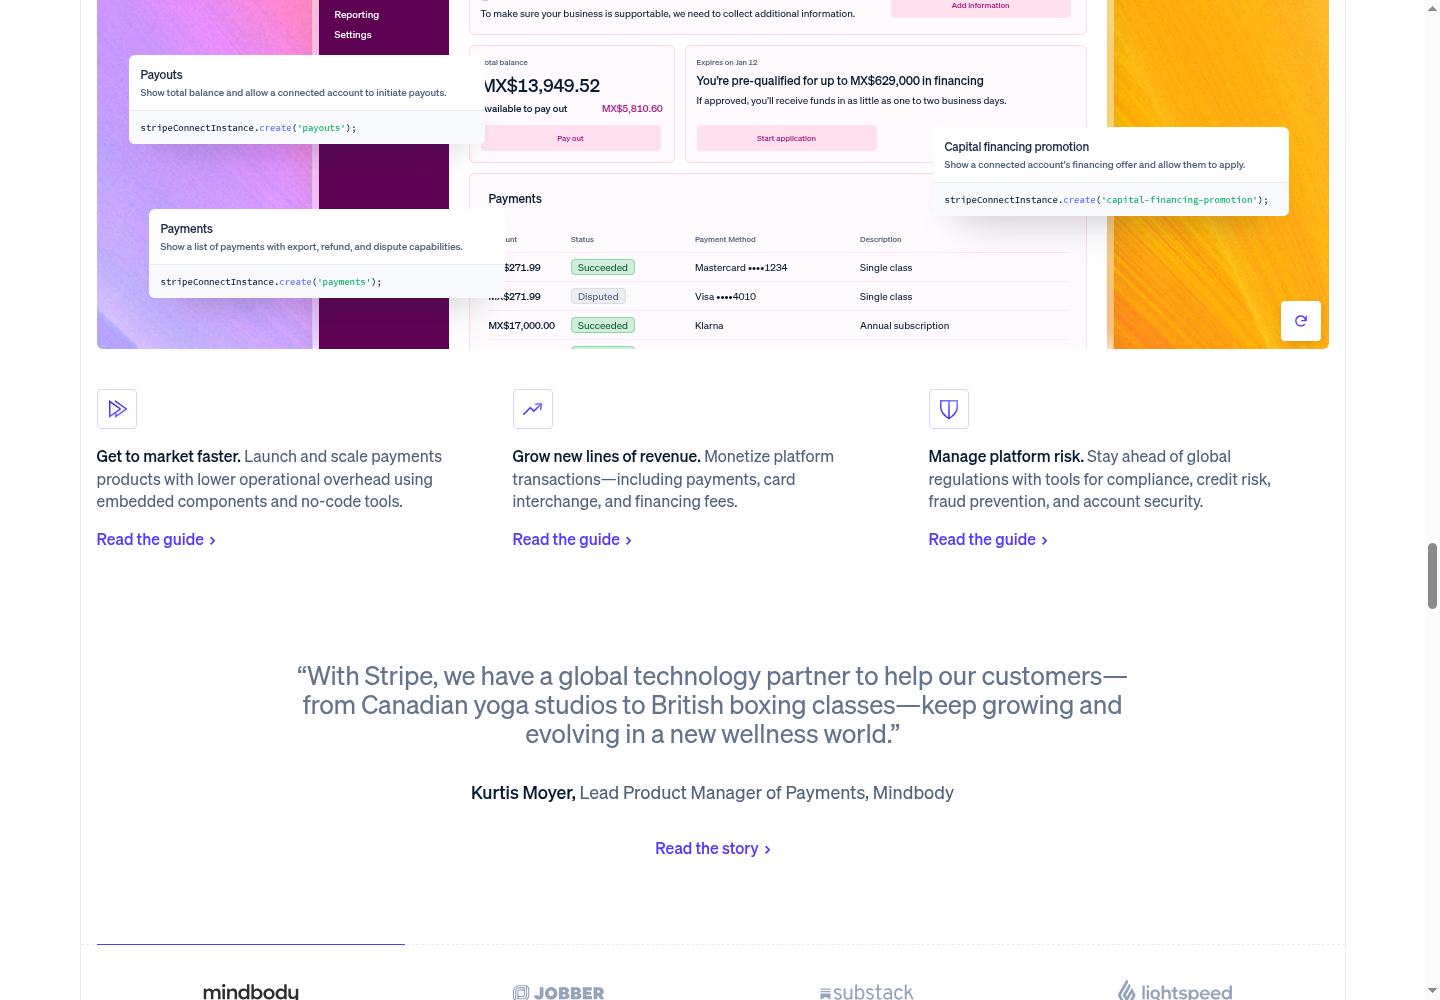 Reporting
Settings
To make sure your business is supportable, we need to collect additional information.
Add information
Payouts
Show total balance and allow a connected account to initiate payouts.
stripeConnectInstance.create('payouts');
otal balance
MX$13,949.52
Available to pay out MX$5,810.60
Pay out
Expires on Jan 12
You're pre-qualified for up to MX$629,000 in financing
If approved, you'll receive funds in as little as one to two business days.
Start application
Capital financing promotion
Show a connected account's financing offer and allow them to apply.
stripeConnectInstance.create('capital-financing-promotion');
Payments
Show a list of payments with export, refund, and dispute capabilities.
stripeConnectInstance.create('payments');
Payments
unt Status Payment Method Description
$271.99 Succeeded Mastercard ••••1234 Single class
MX$271.99 Disputed Visa ••••4010 Single class
MX$17,000.00 Succeeded Klarna Annual subscription
Get to market faster. Launch and scale payments
products with lower operational overhead using
embedded components and no-code tools.
Read the guide
Grow new lines of revenue. Monetize platform
transactions—including payments, card
interchange, and financing fees.
Read the guide
Manage platform risk. Stay ahead of global
regulations with tools for compliance, credit risk,
fraud prevention, and account security.
Read the guide
“With Stripe, we have a global technology partner to help our customers—
from Canadian yoga studios to British boxing classes—keep growing and
evolving in a new wellness world.”
Kurtis Moyer, Lead Product Manager of Payments, Mindbody
Read the story
mindbody
JOBBER
substack
lightspeed